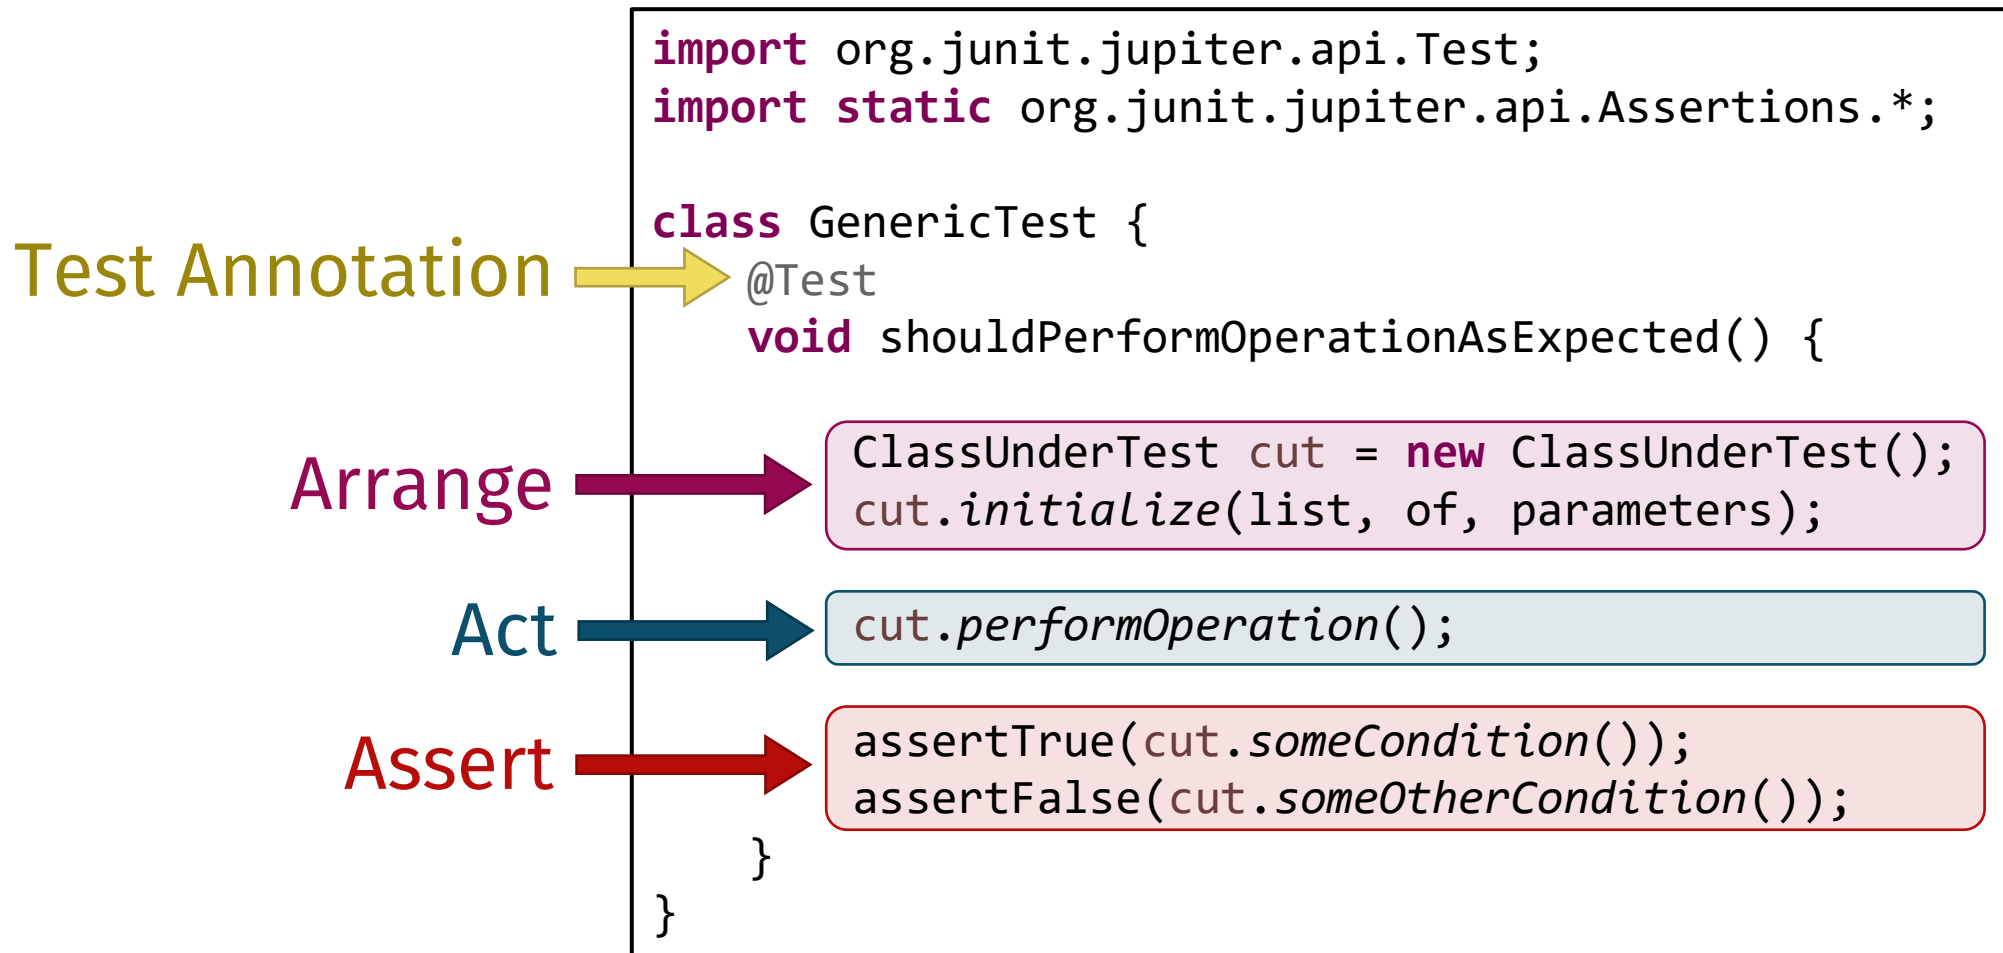 import org.junit.jupiter.api.Test;
import static org.junit.jupiter.api.Assertions.*;
class GenericTest {
Test Annotation
@Test
void shouldPerformOperationAsExpected() {
Arrange
ClassUnderTest cut = new ClassUnderTest();
cut.initialize(list, of, parameters);
Act
cut.performOperation();
Assert
assertTrue(cut.someCondition());
assertFalse(cut.someOtherCondition());
}
}